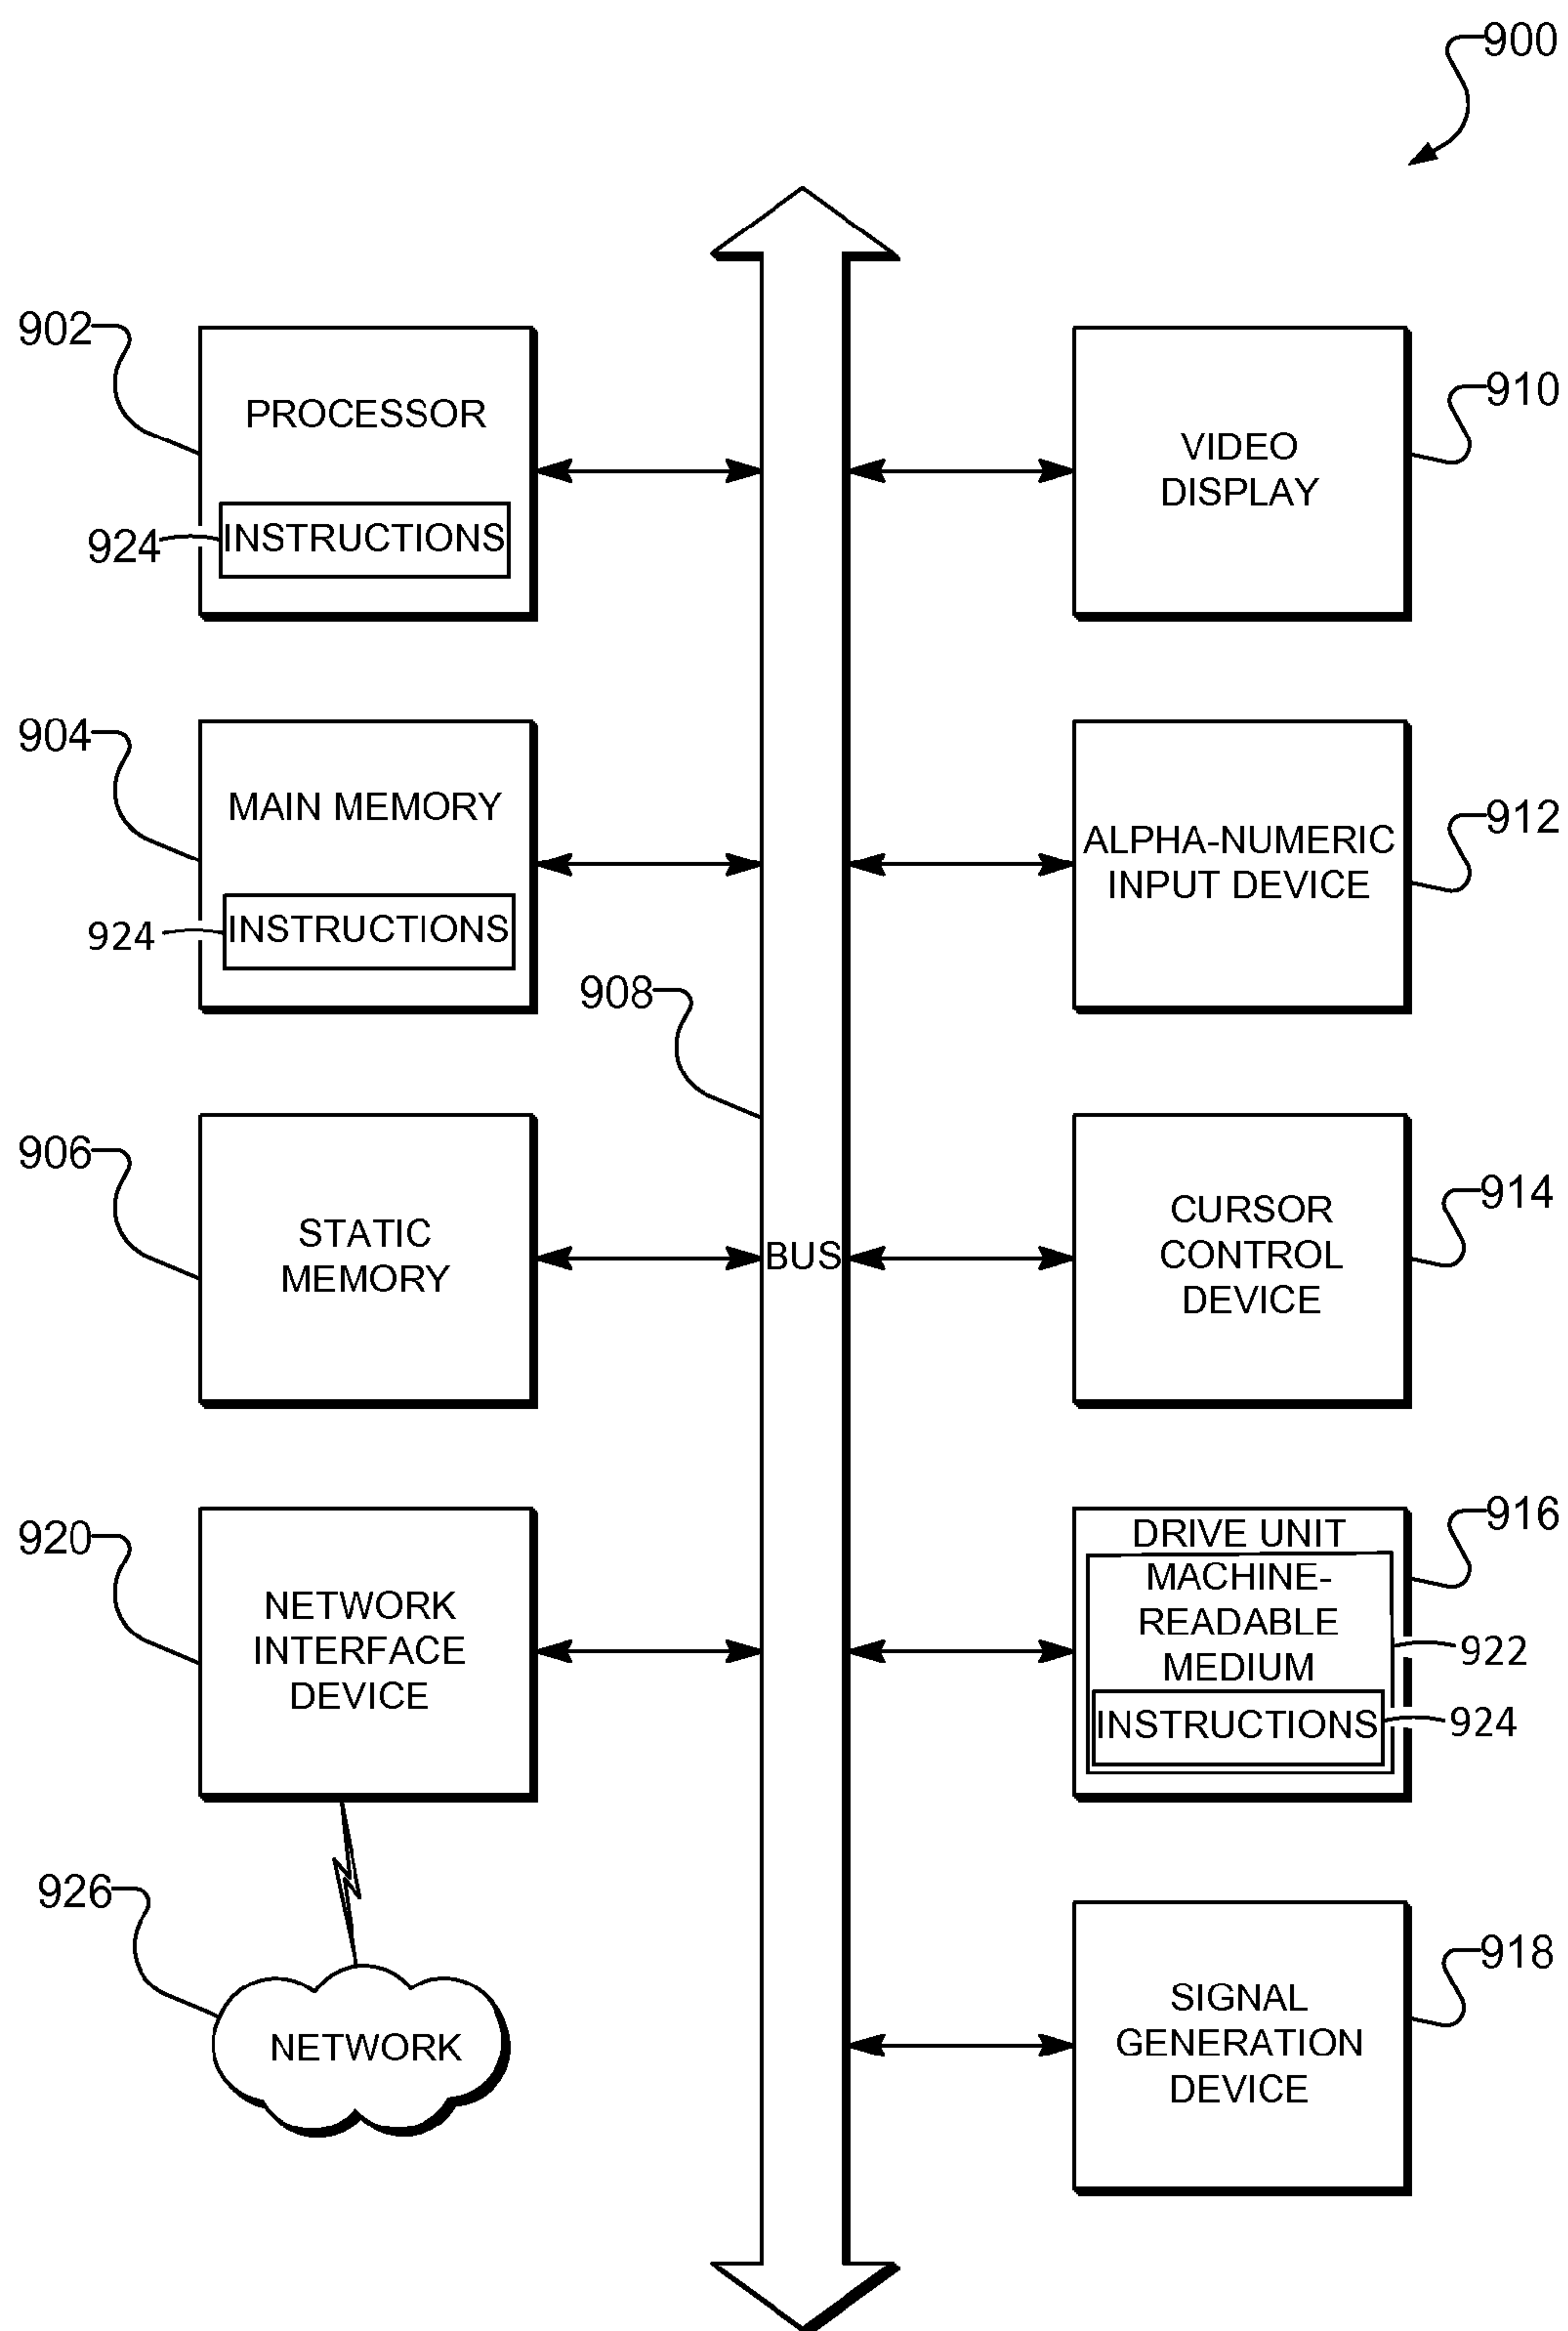 900
902
PROCESSOR
924
INSTRUCTIONS
910
VIDEO
DISPLAY
904
MAIN MEMORY
924
INSTRUCTIONS
912
ALPHA-NUMERIC
INPUT DEVICE
908
906
STATIC
MEMORY
BUS
914
CURSOR
CONTROL
DEVICE
920
NETWORK
INTERFACE
DEVICE
916
DRIVE UNIT
MACHINE-
READABLE
MEDIUM
922
INSTRUCTIONS
924
926
NETWORK
918
SIGNAL
GENERATION
DEVICE